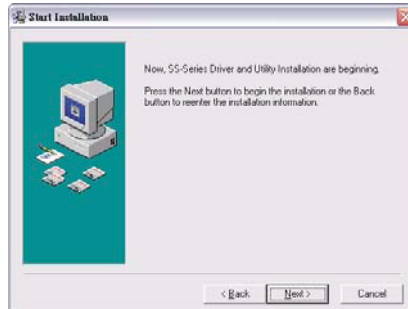 Start Installation
Now, SS-Series Driver and Utility Installation are beginning.
Press the Next button to begin the installation or the Back
button to reenter the installation information.
< Back
Next >
Cancel